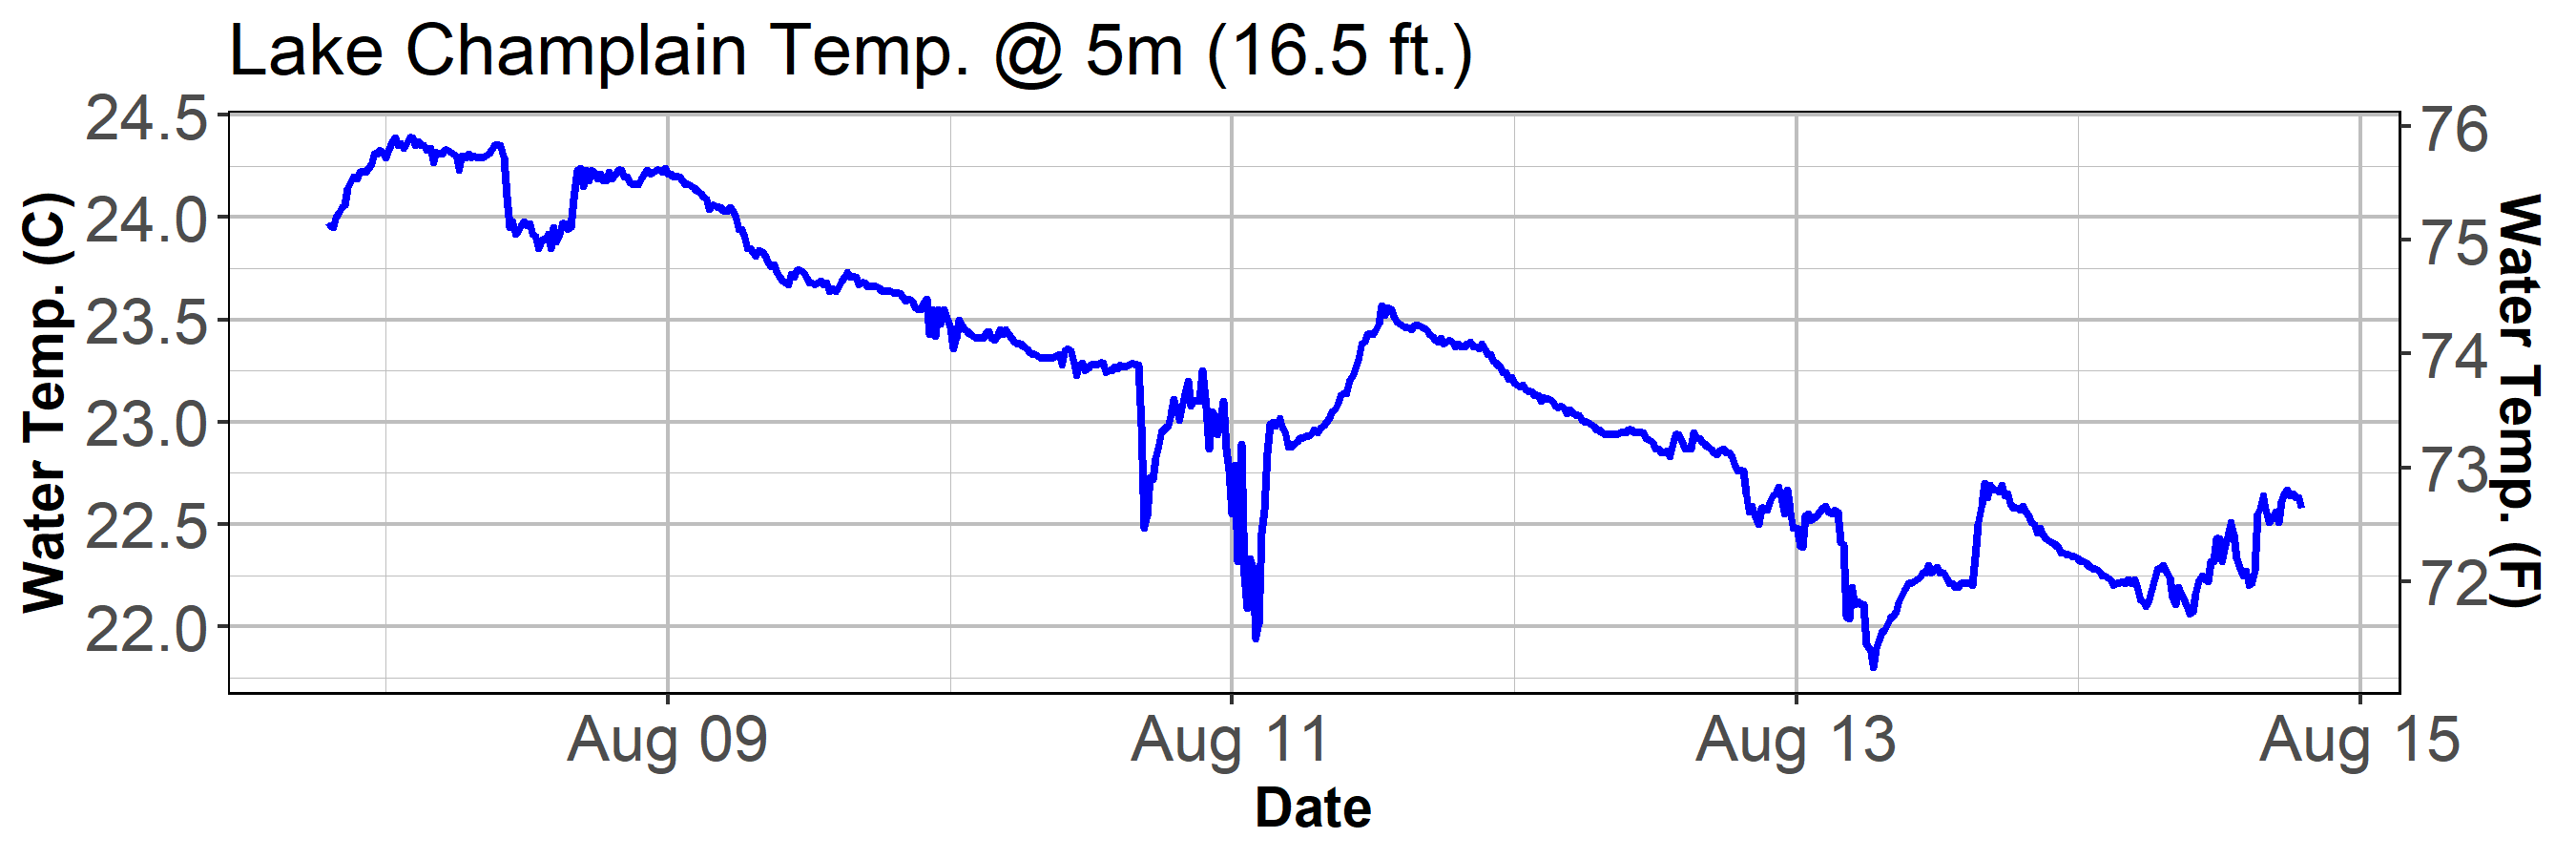 Lake Champlain Temp. @ 5m (16.5 ft.)
Water Temp. (C)
24.5
24.0
23.5
23.0
22.5
22.0
76
75
74
73
72
Water Temp. (F)
Aug 09 Aug 11 Aug 13 Aug 15
Date